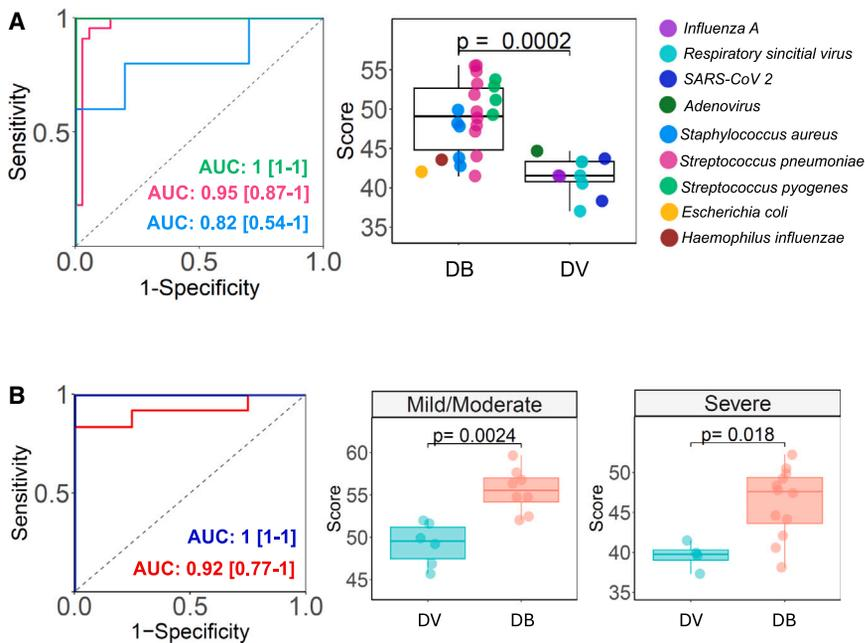 A
1
0.5
0.0
0.5
1.0
Sensitivity
1-Specificity
AUC: 1 [1-1]
AUC: 0.95 [0.87-1]
AUC: 0.82 [0.54-1]
p = 0.0002
Score
55
50
45
40
35
DB
DV
Influenza A
Respiratory sincitial virus
SARS-CoV 2
Adenovirus
Staphylococcus aureus
Streptococcus pneumoniae
Streptococcus pyogenes
Escherichia coli
Haemophilus influenzae
B
1
0.5
0.0
0.5
1.0
Sensitivity
1−Specificity
AUC: 1 [1-1]
AUC: 0.92 [0.77-1]
Mild/Moderate
p= 0.0024
Score
60
55
50
45
DV
DB
Severe
p= 0.018
Score
50
45
40
35
DV
DB